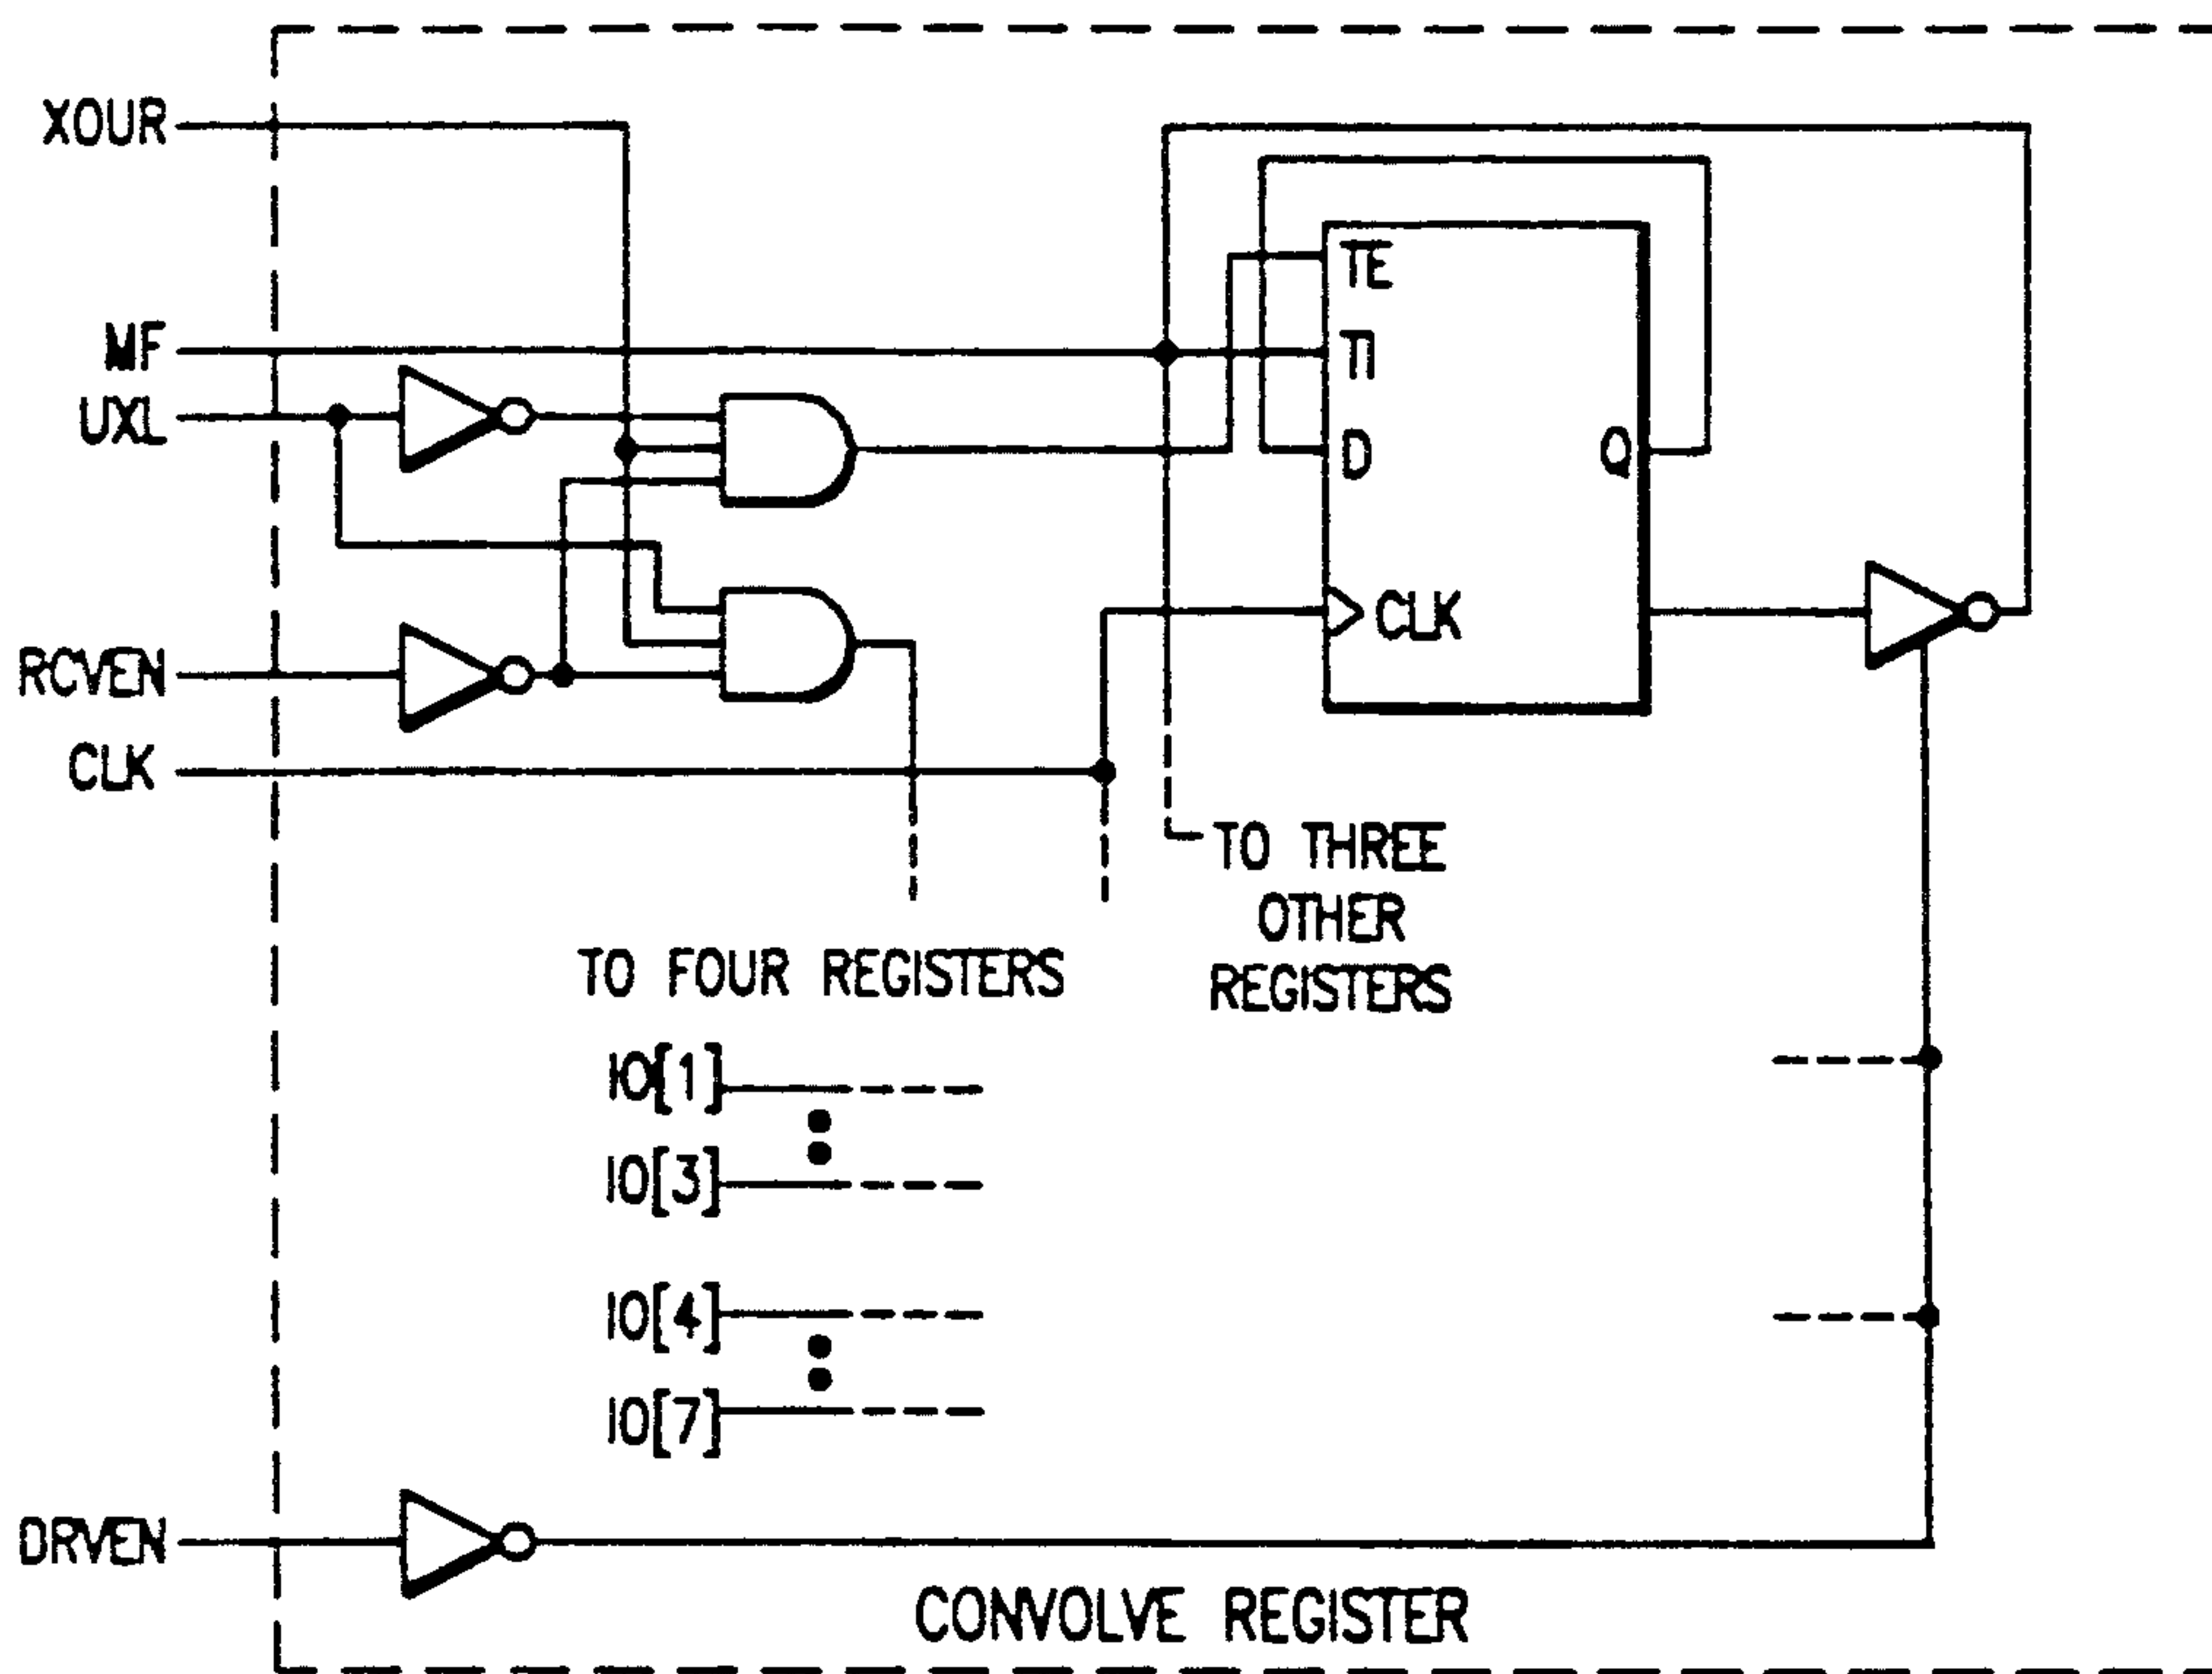 XOUR
MF
UXL
RCVEN
CLK
DRVEN
TE
TI
D
Q
CLK
TO THREE
OTHER
REGISTERS
TO FOUR REGISTERS
IO[1]
IO[3]
IO[4]
IO[7]
CONVOLVE REGISTER